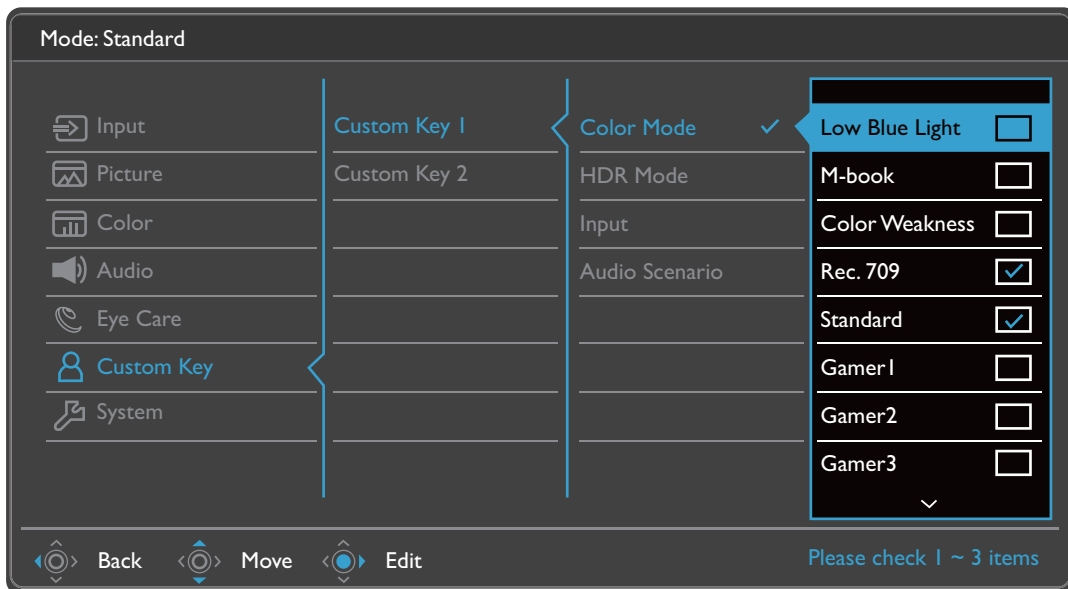 Mode: Standard
Input
Picture
Color
Audio
Eye Care
Custom Key
System
Custom Key 1
Custom Key 2
Color Mode
HDR Mode
Input
Audio Scenario
Low Blue Light
M-book
Color Weakness
Rec. 709
Standard
Gamer1
Gamer2
Gamer3
Back Move Edit
Please check 1 ~ 3 items